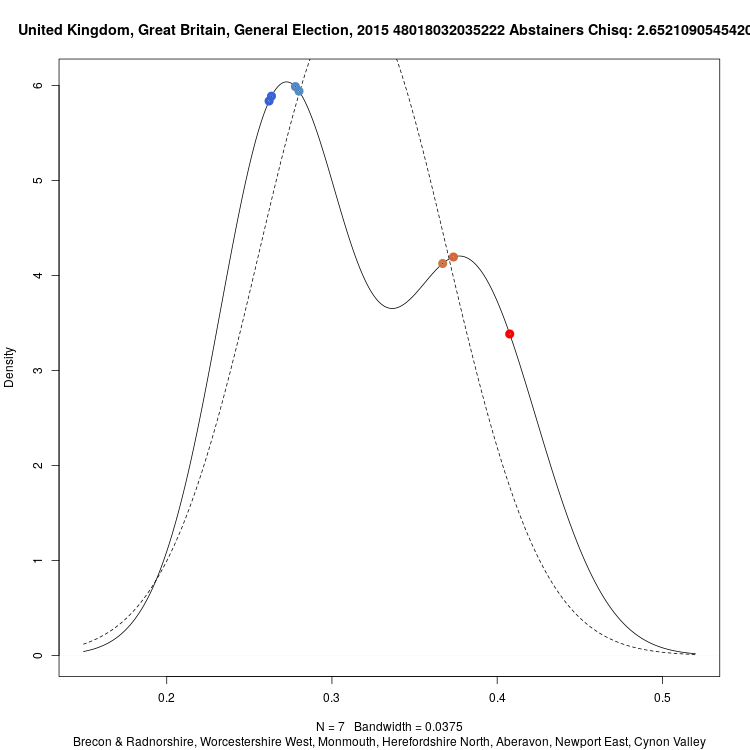 United Kingdom, Great Britain, General Election, 2015 48018032035222 Abstainers Chisq: 2.6521090545420
Density
6
5
4
3
2
1
0
0.2 0.3 0.4 0.5
N = 7 Bandwidth = 0.0375
Brecon & Radnorshire, Worcestershire West, Monmouth, Herefordshire North, Aberavon, Newport East, Cynon Valley